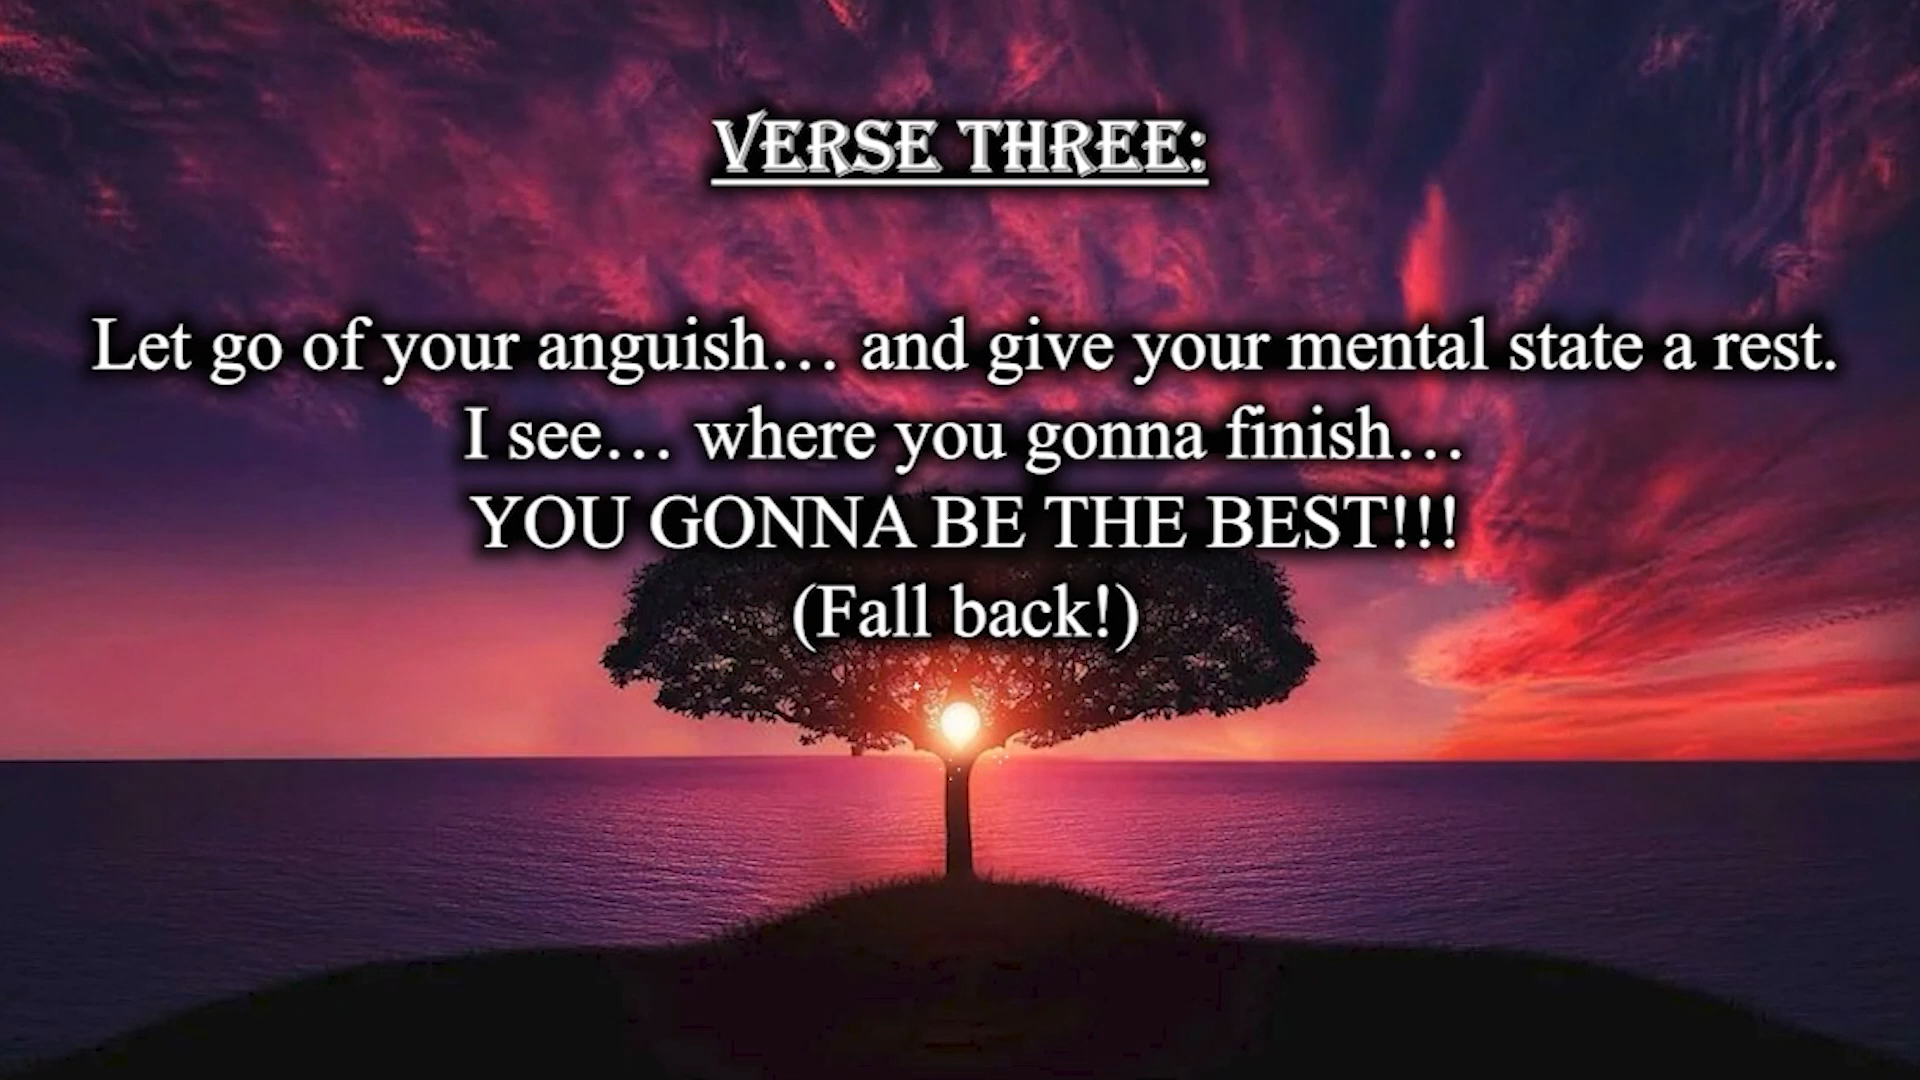 VERSE THREE:
Let go of your anguish… and give your mental state a rest.
I see… where you gonna finish…
YOU GONNA BE THE BEST!!!
(Fall back!)